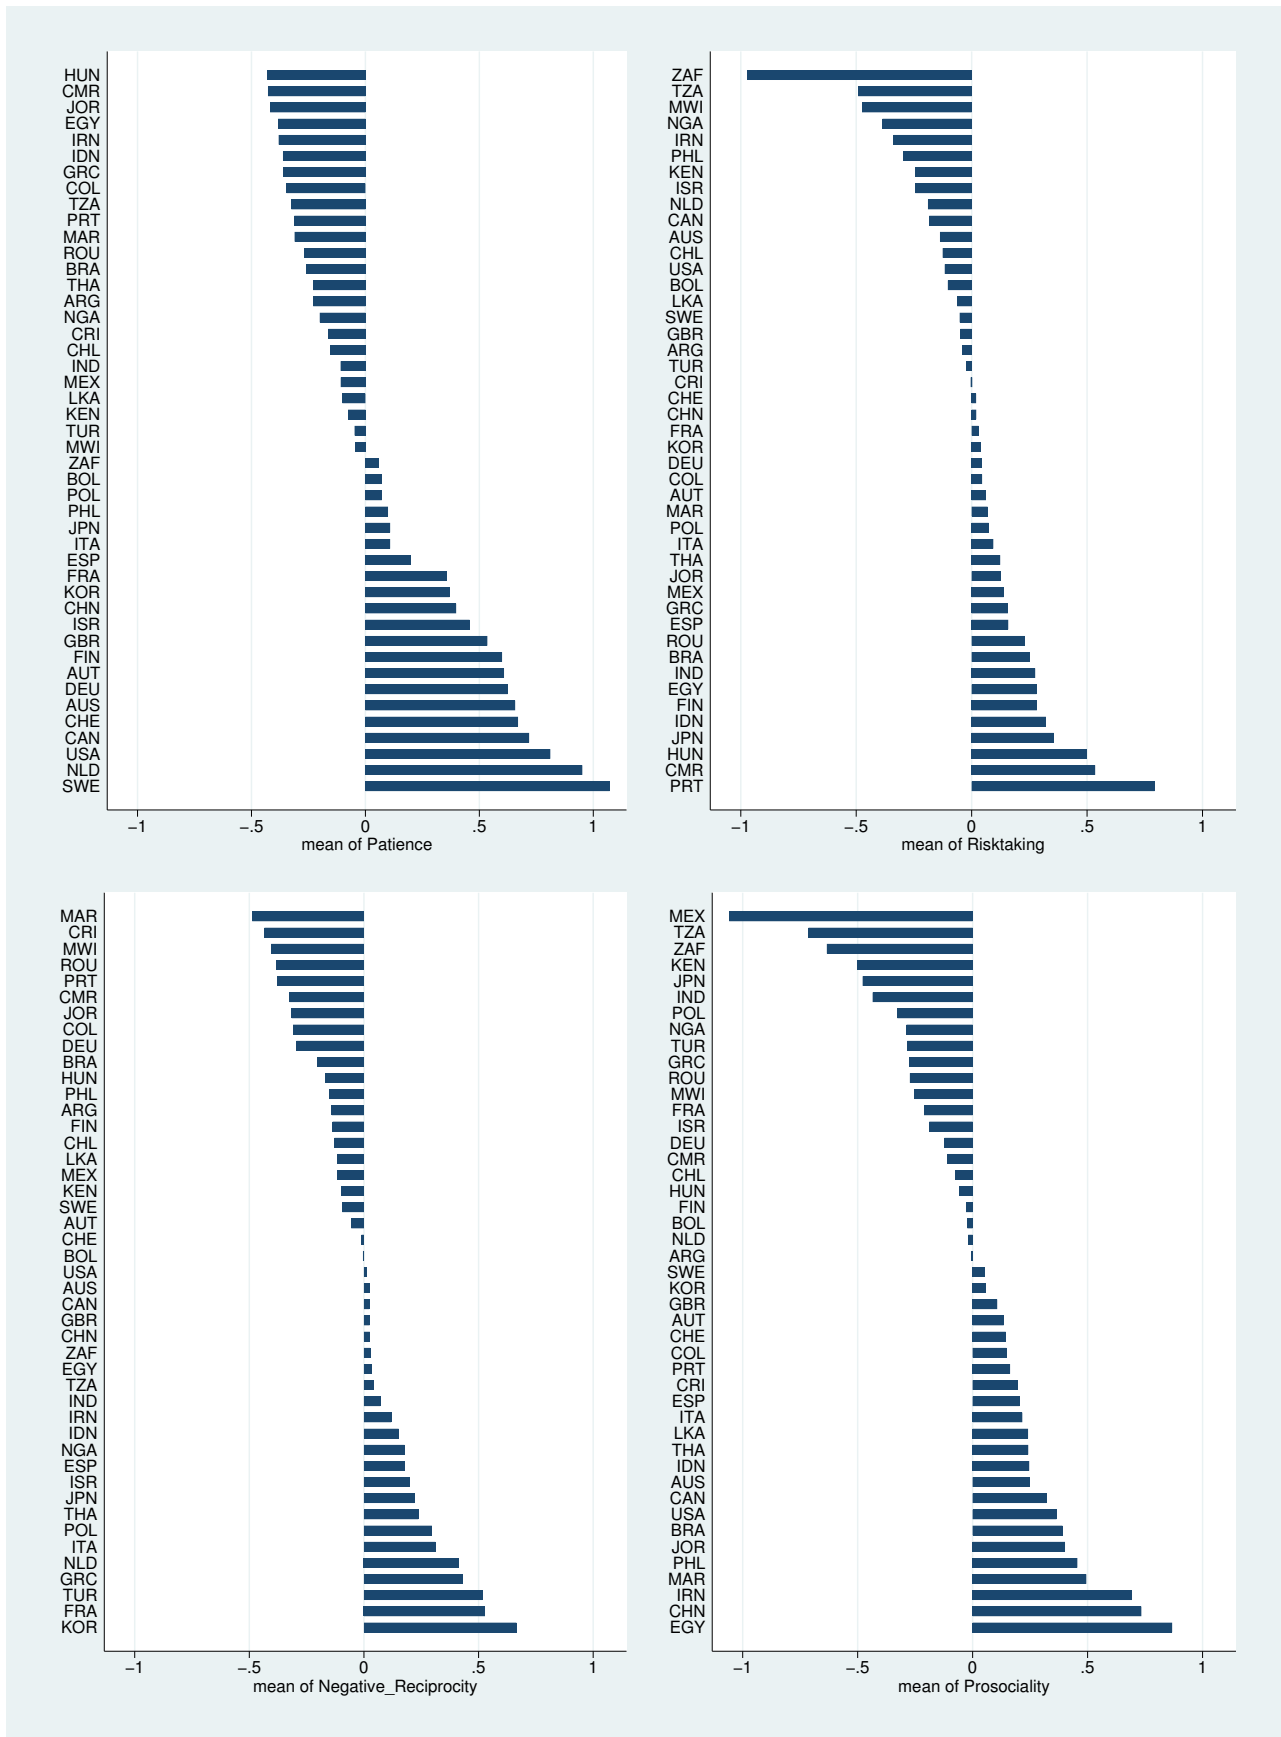 HUN
CMR
JOR
EGY
IRN
IDN
GRC
COL
TZA
PRT
MAR
ROU
BRA
THA
ARG
NGA
CRI
CHL
IND
MEX
LKA
KEN
TUR
MWI
ZAF
BOL
POL
PHL
JPN
ITA
ESP
FRA
KOR
CHN
ISR
GBR
FIN
AUT
DEU
AUS
CHE
CAN
USA
NLD
SWE
−1 −.5 0 .5 1
mean of Patience
ZAF
TZA
MWI
NGA
IRN
PHL
KEN
ISR
NLD
CAN
AUS
CHL
USA
BOL
LKA
SWE
GBR
ARG
TUR
CRI
CHE
CHN
FRA
KOR
DEU
COL
AUT
MAR
POL
ITA
THA
JOR
MEX
GRC
ESP
ROU
BRA
IND
EGY
FIN
IDN
JPN
HUN
CMR
PRT
−1 −.5 0 .5 1
mean of Risktaking
MAR
CRI
MWI
ROU
PRT
CMR
JOR
COL
DEU
BRA
HUN
PHL
ARG
FIN
CHL
LKA
MEX
KEN
SWE
AUT
CHE
BOL
USA
AUS
CAN
GBR
CHN
ZAF
EGY
TZA
IND
IRN
IDN
NGA
ESP
ISR
JPN
THA
POL
ITA
NLD
GRC
TUR
FRA
KOR
−1 −.5 0 .5 1
mean of Negative_Reciprocity
MEX
TZA
ZAF
KEN
JPN
IND
POL
NGA
TUR
GRC
ROU
MWI
FRA
ISR
DEU
CMR
CHL
HUN
FIN
BOL
NLD
ARG
SWE
KOR
GBR
AUT
CHE
COL
PRT
CRI
ESP
ITA
LKA
THA
IDN
AUS
CAN
USA
BRA
JOR
PHL
MAR
IRN
CHN
EGY
−1 −.5 0 .5 1
mean of Prosociality